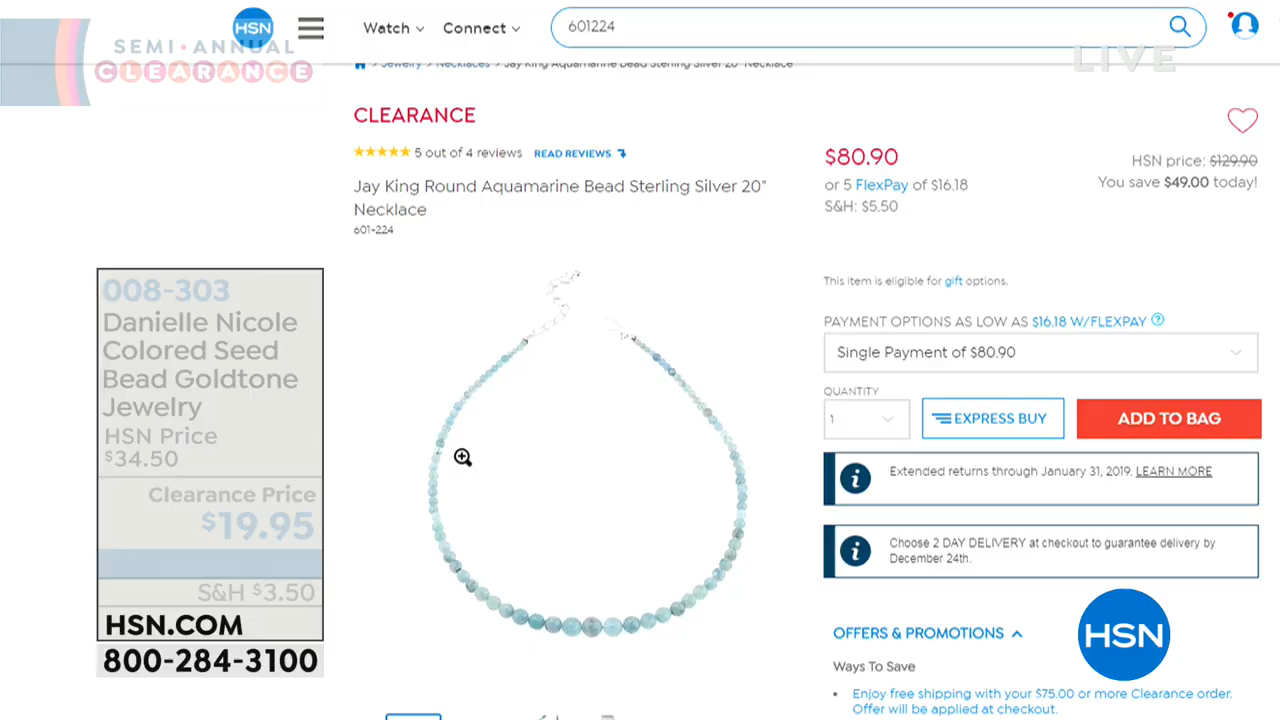 HSN
SEMI•ANNUAL
CLEARANCE
Watch
Connect
601224
LIVE
Jewelry > Necklaces > Jay King Aquamarine Bead Sterling Silver 20" Necklace
CLEARANCE
5 out of 4 reviews READ REVIEWS
Jay King Round Aquamarine Bead Sterling Silver 20"
Necklace
601-224
$80.90
or 5 FlexPay of $16.18
S&H: $5.50
HSN price: $129.90
You save $49.00 today!
This item is eligible for gift options.
PAYMENT OPTIONS AS LOW AS $16.18 W/FLEXPAY ?
Single Payment of $80.90
QUANTITY
1
EXPRESS BUY
ADD TO BAG
i Extended returns through January 31, 2019. LEARN MORE
i Choose 2 DAY DELIVERY at checkout to guarantee delivery by
December 24th.
OFFERS & PROMOTIONS
Ways To Save
• Enjoy free shipping with your $75.00 or more Clearance order.
Offer will be applied at checkout.
HSN
008-303
Danielle Nicole
Colored Seed
Bead Goldtone
Jewelry
HSN Price
$34.50
Clearance Price
$19.95
S&H $3.50
HSN.COM
800-284-3100